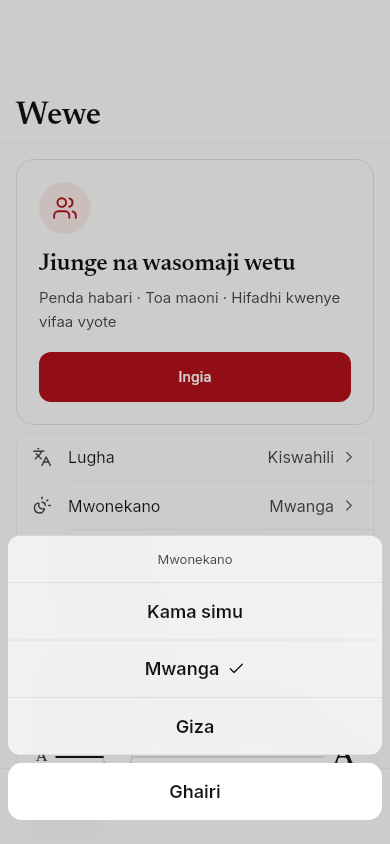 Wewe
Jiunge na wasomaji wetu
Penda habari · Toa maoni · Hifadhi kwenye
vifaa vyote
Ingia
Lugha
Kiswahili
Mwonekano
Mwanga
Mwonekano
Kama simu
Mwanga
Giza
A
A
Ghairi